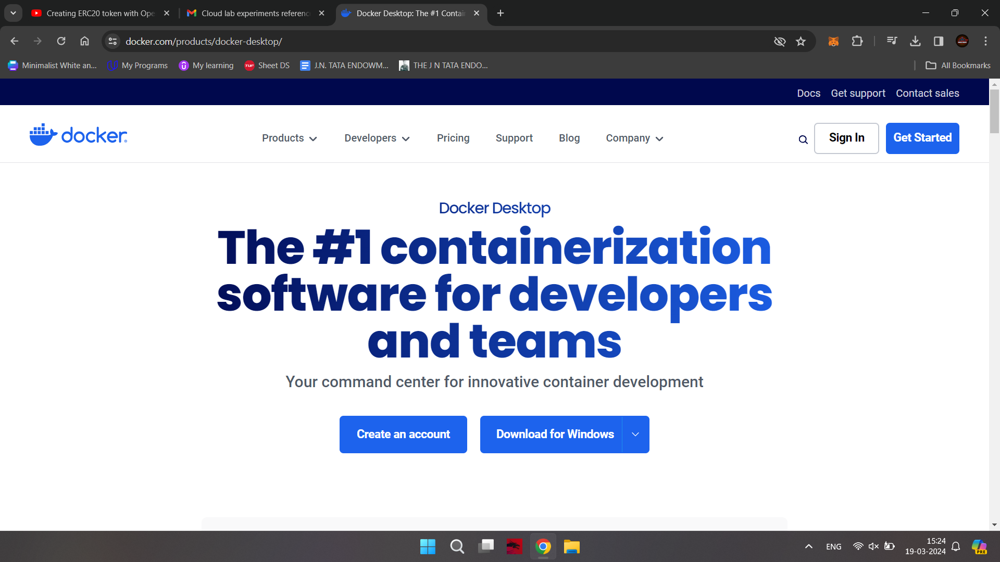 Creating ERC20 token with Ope
Cloud lab experiments referenc
Docker Desktop: The #1 Contai
docker.com/products/docker-desktop/
Minimalist White an...
My Programs
My learning
TUF
Sheet DS
J.N. TATA ENDOWM...
THE J N TATA ENDO...
All Bookmarks
Docs Get support Contact sales
docker
Products Developers Pricing Support Blog Company
Sign In
Get Started
Docker Desktop
The #1 containerization
software for developers
and teams
Your command center for innovative container development
Create an account
Download for Windows
ENG
15:24
19-03-2024
PRE